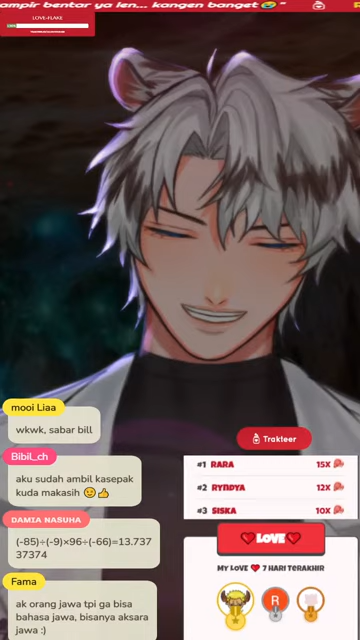 ampir bentar ya len... kangen banget 🤣 ~
LOVE-FLAKE
mooi Liaa
wkwk, sabar bill
Bibil_ch
aku sudah ambil kasepak
kuda makasih 😉👍
DAMIA NASUHA
(-85)÷(-9)×96÷(-66)=13.737
37374
Fama
ak orang jawa tpi ga bisa
bahasa jawa, bisanya aksara
jawa :)
Trakteer
#1 RARA 15X
#2 RYNDYA 12X
#3 SISKA 10X
❤️ LOVE ❤️
MY LOVE ❤️ 7 HARI TERAKHIR
R